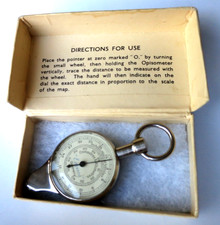 DIRECTIONS FOR USE
Place the pointer at zero marked "O," by turning
the small wheel, then holding the Optometer
vertically, trace the distance to be measured with
the wheel. The hand will then indicate on the
dial the exact distance in proportion to the scale
of the map.